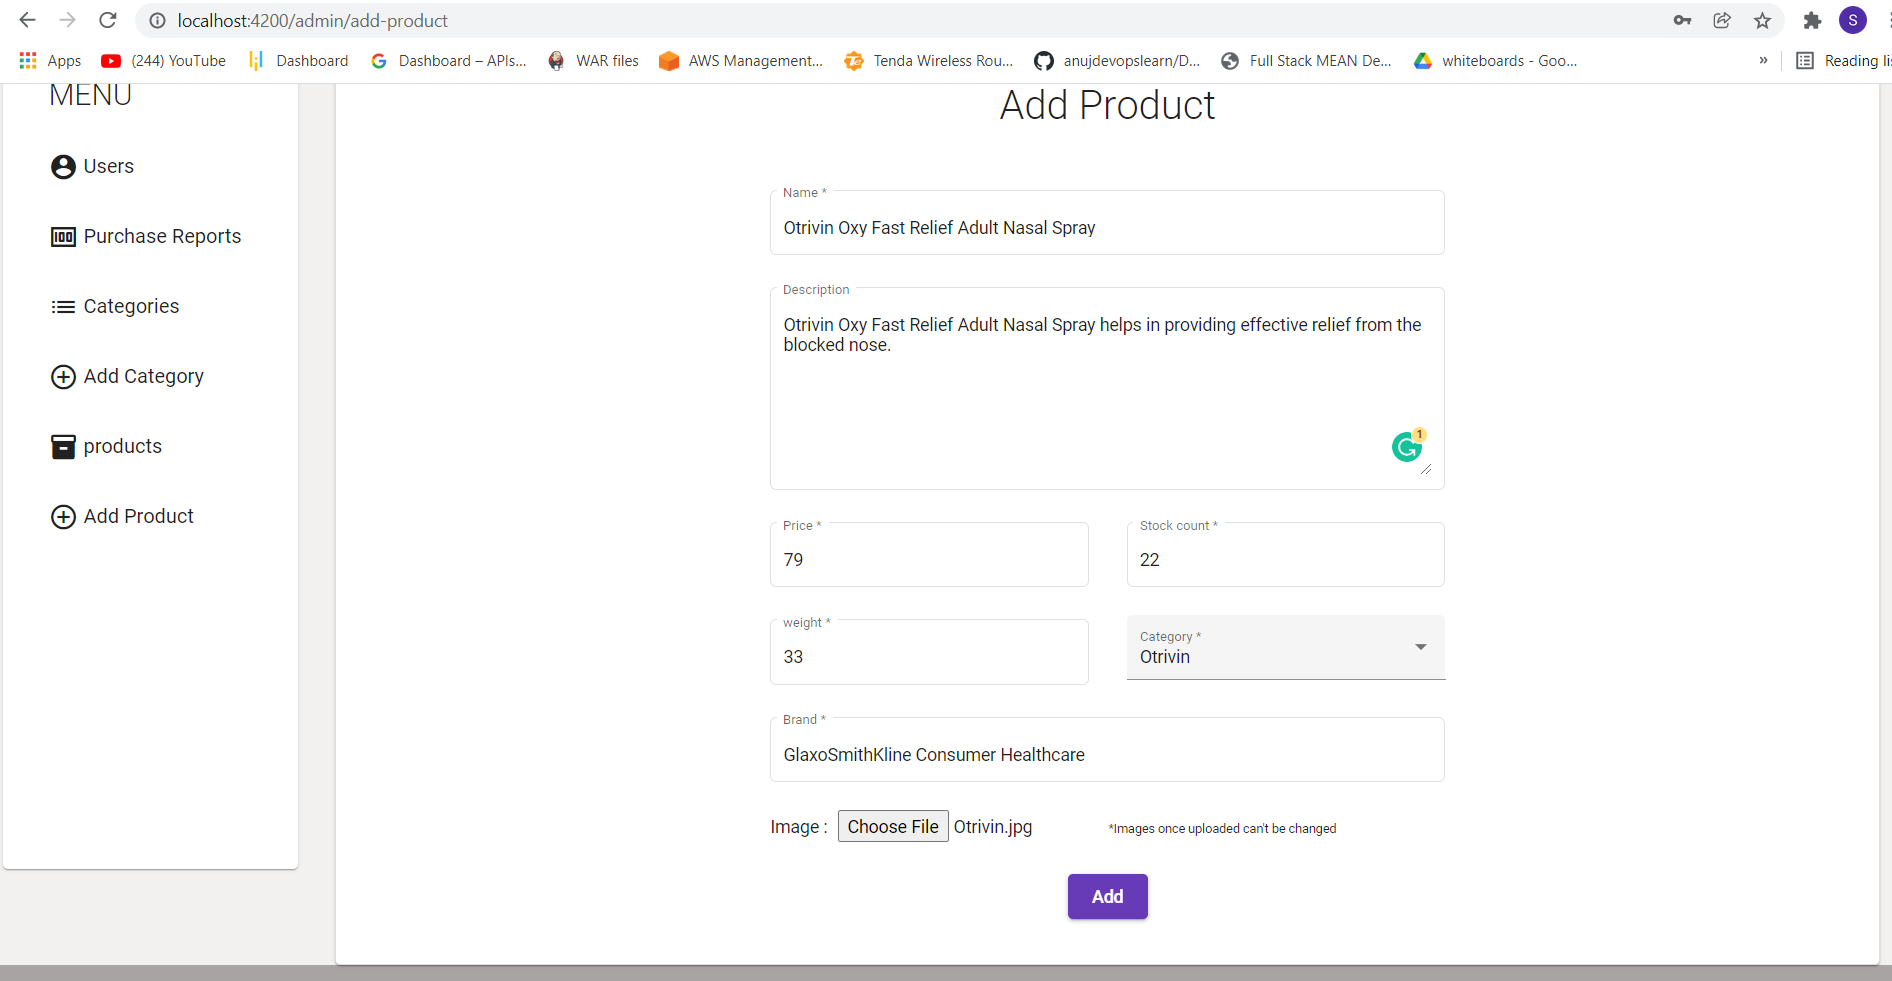 localhost:4200/admin/add-product
S
Apps
(244) YouTube
Dashboard
Dashboard – APIs...
WAR files
AWS Management...
Tenda Wireless Rou...
anujdevopslearn/D...
Full Stack MEAN De...
whiteboards - Goo...
»
Reading lis
MENU
Users
Purchase Reports
Categories
Add Category
products
Add Product
Add Product
Name *
Otrivin Oxy Fast Relief Adult Nasal Spray
Description
Otrivin Oxy Fast Relief Adult Nasal Spray helps in providing effective relief from the
blocked nose.
1
Price *
79
Stock count *
22
weight *
33
Category *
Otrivin
Brand *
GlaxoSmithKline Consumer Healthcare
Image : Choose File Otrivin.jpg *Images once uploaded can't be changed
Add